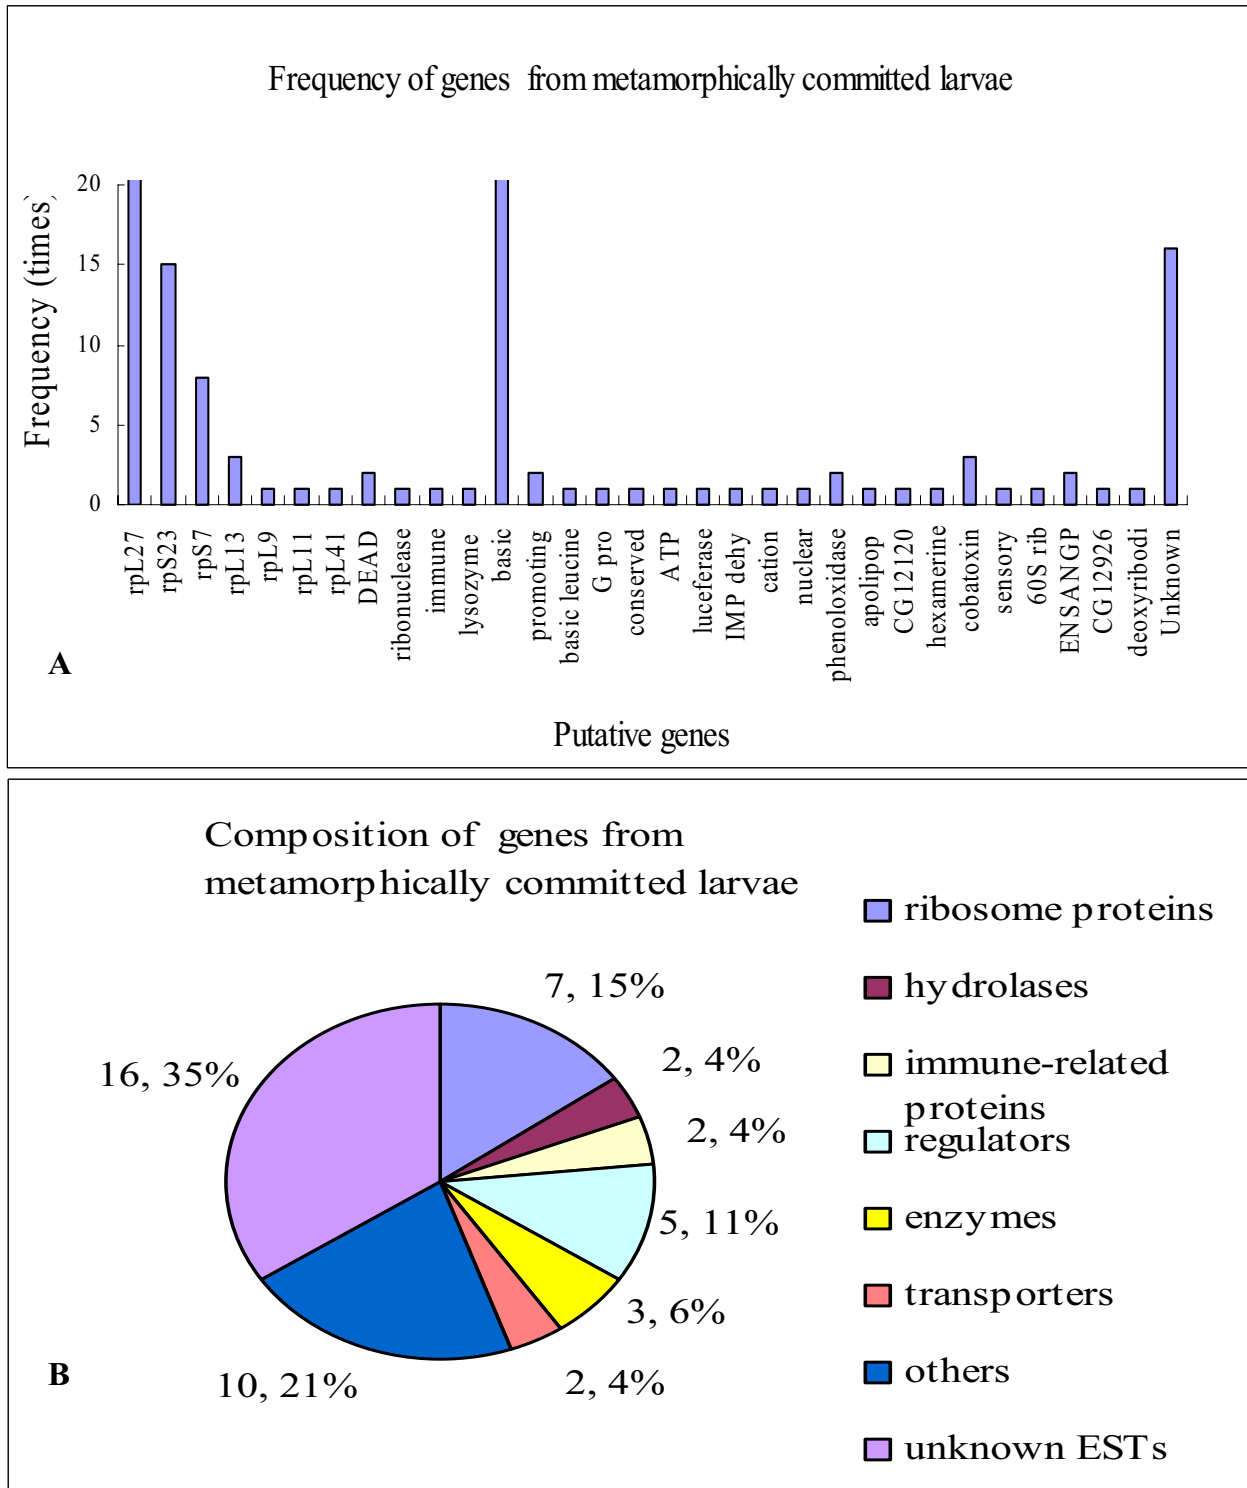 Frequency of genes from metamorphically committed larvae
Frequency (times)
20
15
10
5
0
rpL27
rpS23
rpS7
rpL13
rpL9
rpL11
rpL41
DEAD
ribonuclease
immune
lysozyme
basic
promoting
basic leucine
G pro
conserved
ATP
luceferase
IMP dehy
cation
nuclear
phenoloxidase
apolipop
CG12120
hexamerine
cobatoxin
sensory
60S rib
ENSANGP
CG12926
deoxyribodi
Unknown
A
Putative genes
Composition of genes from
metamorphically committed larvae
7, 15%
2, 4%
2, 4%
5, 11%
3, 6%
2, 4%
10, 21%
16, 35%
ribosome proteins
hydrolases
immune-related
proteins
regulators
enzymes
transporters
others
unknown ESTs
B